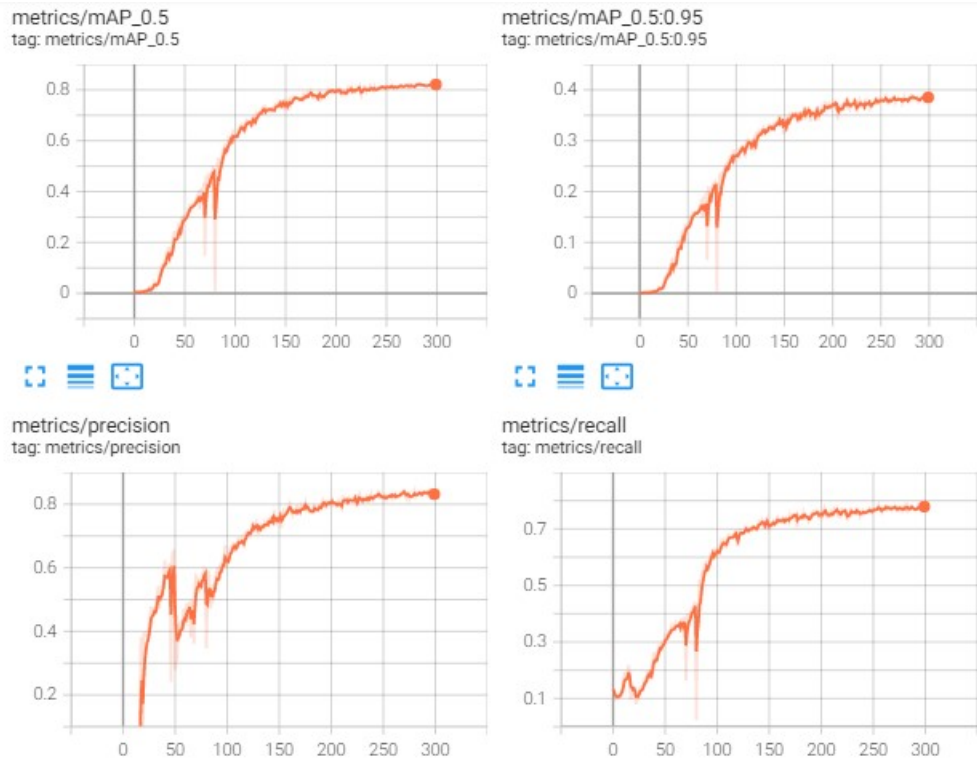 metrics/mAP_0.5
tag: metrics/mAP_0.5
0.8
0.6
0.4
0.2
0
0 50 100 150 200 250 300
metrics/mAP_0.5:0.95
tag: metrics/mAP_0.5:0.95
0.4
0.3
0.2
0.1
0
0 50 100 150 200 250 300
metrics/precision
tag: metrics/precision
0.8
0.6
0.4
0.2
0 50 100 150 200 250 300
metrics/recall
tag: metrics/recall
0.7
0.5
0.3
0.1
0 50 100 150 200 250 300